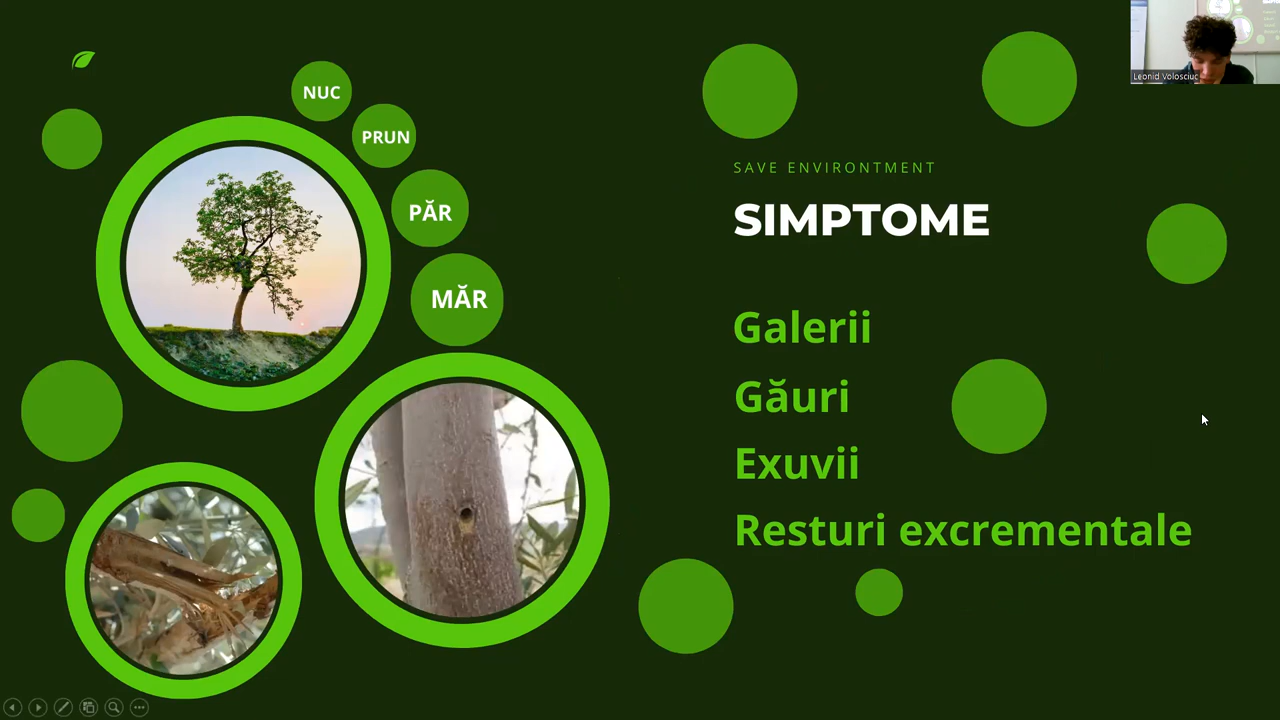 NUC
PRUN
PĂR
MĂR
SAVE ENVIRONTMENT
SIMPTOME
Galerii
Găuri
Exuvii
Resturi excrementale
Leonid Volosciuc